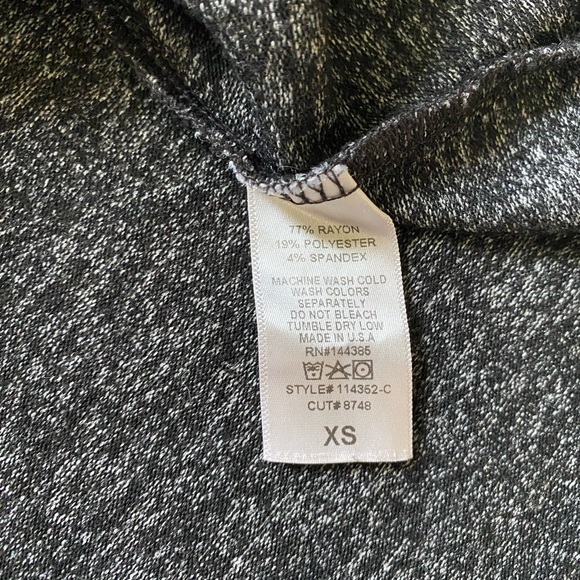 77% RAYON
19% POLYESTER
4% SPANDEX
MACHINE WASH COLD
WASH COLORS
SEPARATELY
DO NOT BLEACH
TUMBLE DRY LOW
MADE IN U.S.A
RN#144385
STYLE# 114352-C
CUT# 8748
XS